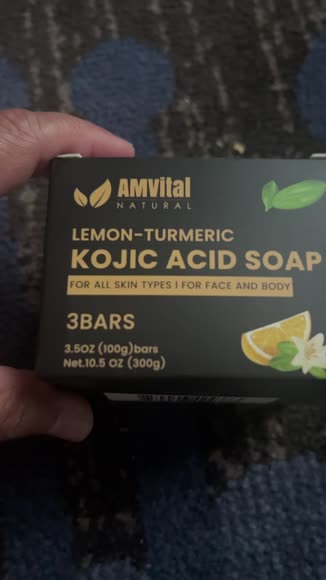 AMVital
NATURAL
LEMON-TURMERIC
KOJIC ACID SOAP
FOR ALL SKIN TYPES | FOR FACE AND BODY
3BARS
3.5OZ (100g)bars
Net.10.5 OZ (300g)